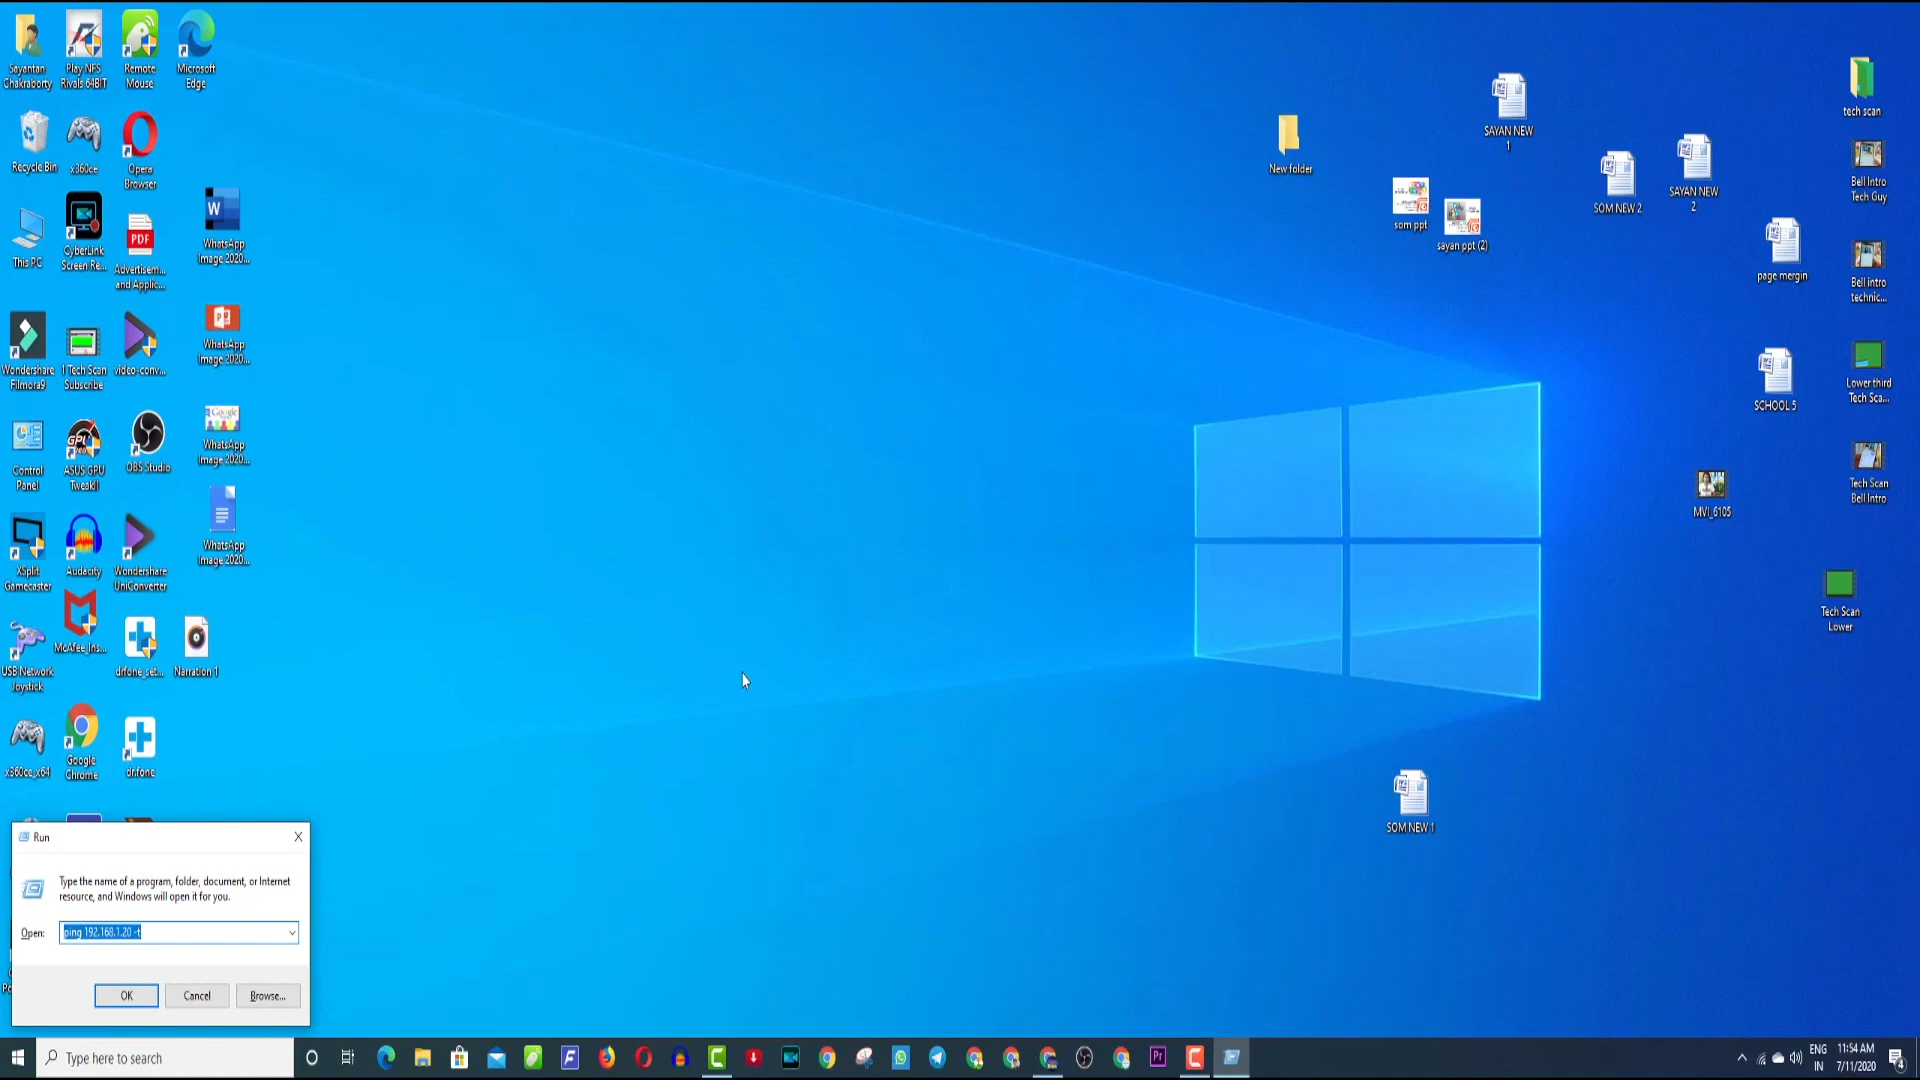 Sayantan
Chakraborty
Play NFS
Rivals 64BIT
Remote
Mouse
Microsoft
Edge
Recycle Bin
x360ce
Opera
Browser
This PC
CyberLink
Screen Re...
PDF
Advertisem...
and Applic...
W
WhatsApp
Image 2020...
Wondershare
Filmora9
1 Tech Scan
Subscribe
video-conv...
WhatsApp
Image 2020...
Control
Panel
ASUS GPU
TweakII
OBS Studio
Google
WhatsApp
Image 2020...
XSplit
Gamecaster
Audacity
Wondershare
UniConverter
WhatsApp
Image 2020...
USB Network
Joystick
McAfee_Ins...
drfone_set...
Narration 1
x360ce_x64
Google
Chrome
dr.fone
New folder
SAYAN NEW
1
som ppt
sayan ppt (2)
SOM NEW 2
SAYAN NEW
2
page mergin
SCHOOL 5
MVI_6105
SOM NEW 1
tech scan
Bell Intro
Tech Guy
Bell intro
technic...
Lower third
Tech Sca...
Tech Scan
Bell Intro
Tech Scan
Lower
Run
Type the name of a program, folder, document, or Internet
resource, and Windows will open it for you.
Open:
ping 192.168.1.20 -t
OK
Cancel
Browse...
Type here to search
Pr
ENG
IN
11:54 AM
7/11/2020
4